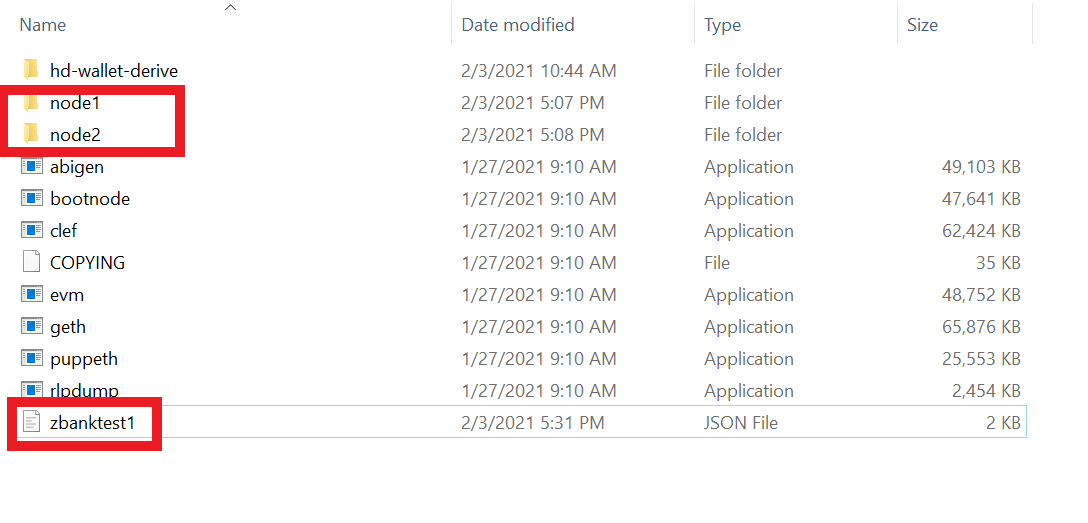 Name Date modified Type Size
hd-wallet-derive 2/3/2021 10:44 AM File folder
node1 2/3/2021 5:07 PM File folder
node2 2/3/2021 5:08 PM File folder
abigen 1/27/2021 9:10 AM Application 49,103 KB
bootnode 1/27/2021 9:10 AM Application 47,641 KB
clef 1/27/2021 9:10 AM Application 62,424 KB
COPYING 1/27/2021 9:10 AM File 35 KB
evm 1/27/2021 9:10 AM Application 48,752 KB
geth 1/27/2021 9:10 AM Application 65,876 KB
puppeth 1/27/2021 9:10 AM Application 25,553 KB
rlpdump 1/27/2021 9:10 AM Application 2,454 KB
zbanktest1 2/3/2021 5:31 PM JSON File 2 KB